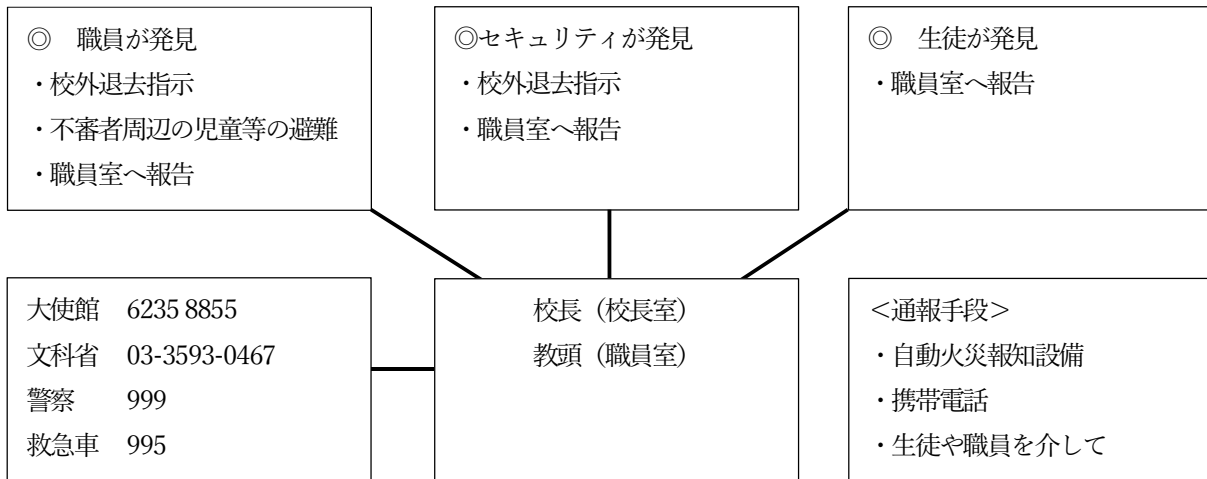 ◎　職員が発見
・校外退去指示
・不審者周辺の児童等の避難
・職員室へ報告
◎セキュリティが発見
・校外退去指示
・職員室へ報告
◎　生徒が発見
・職員室へ報告
大使館　6235 8855
文科省　03-3593-0467
警察　　999
救急車　995
校長（校長室）
教頭（職員室）
＜通報手段＞
・自動火災報知設備
・携帯電話
・生徒や職員を介して